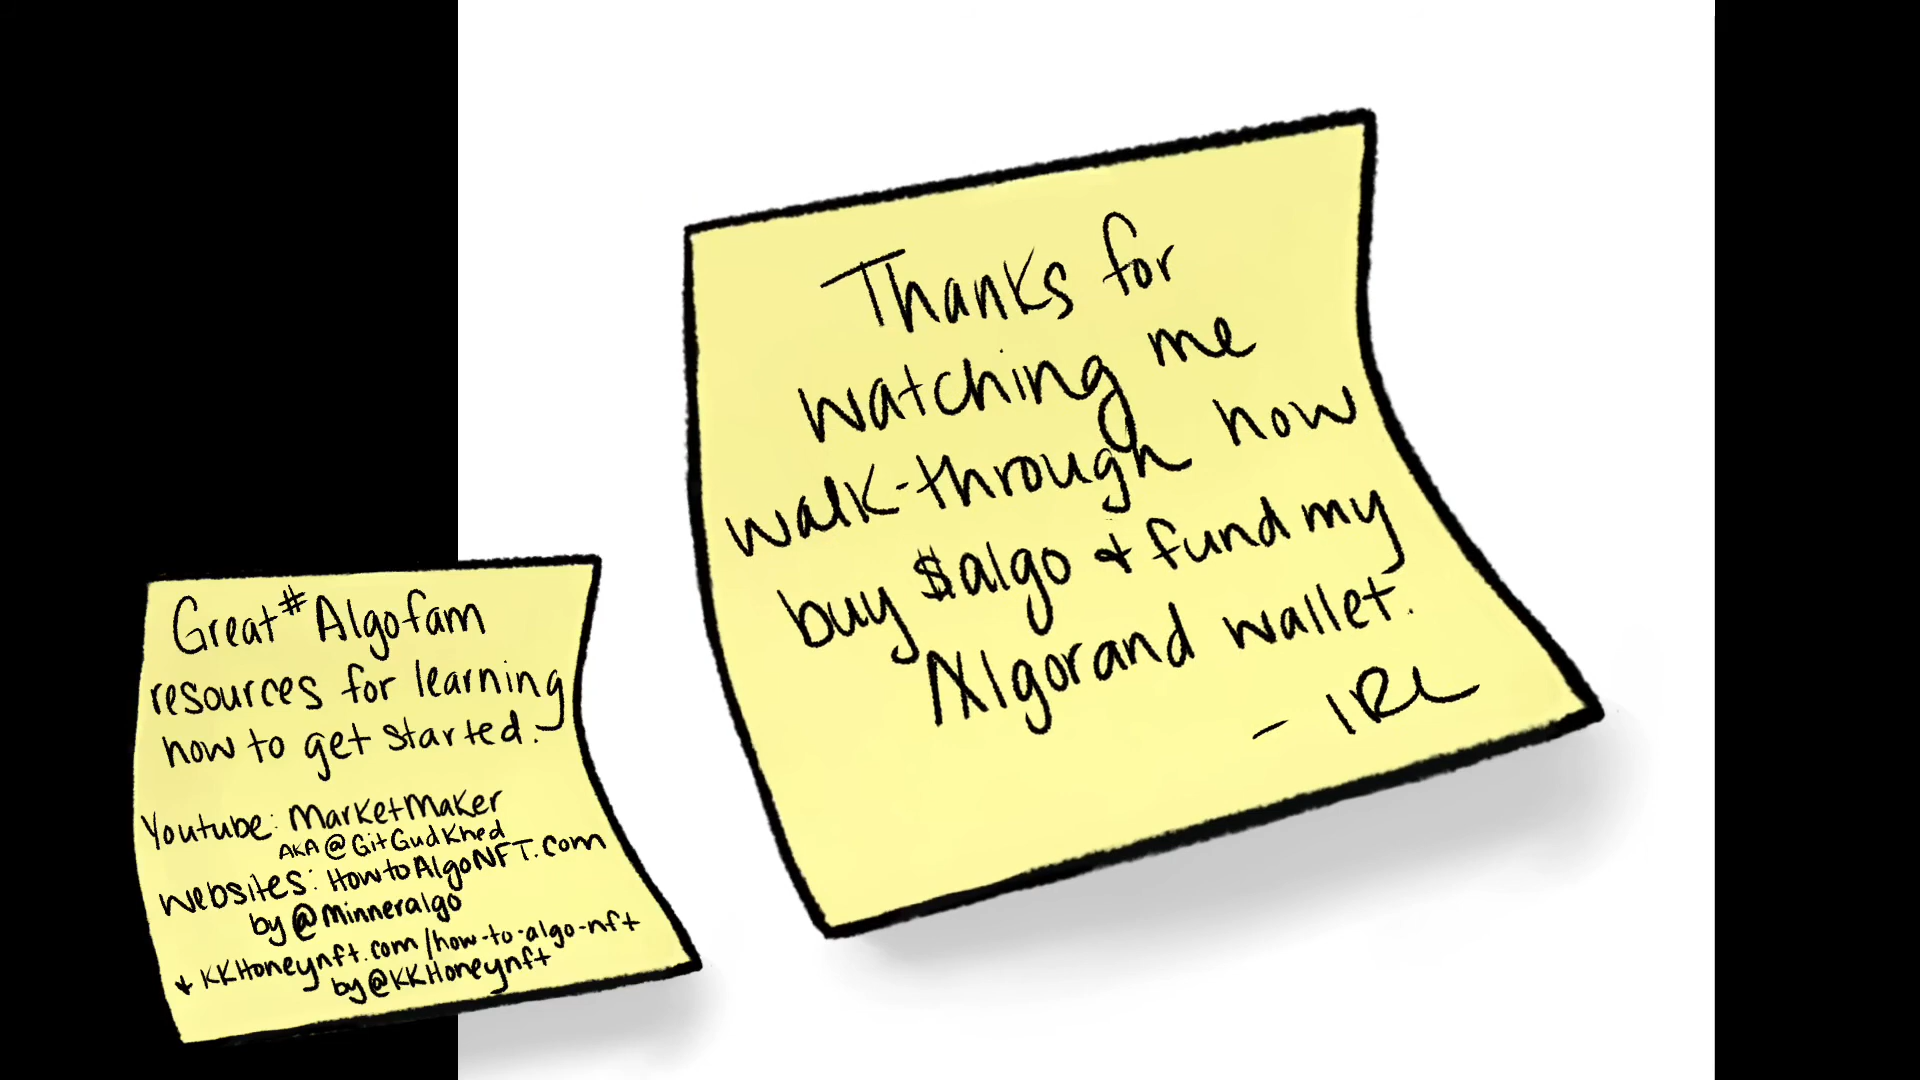 Thanks for
watching me
walk-through how
buy $algo & fund my
Algorand wallet.
- IRL
Great #Algofam
resources for learning
how to get started.
Youtube: MarketMaker
AKA @GitGudKhed
Websites: HowtoAlgoNFT.com
by @Minneralgo
& KKHoneynft.com/how-to-algo-nft
by @KKHoneynft